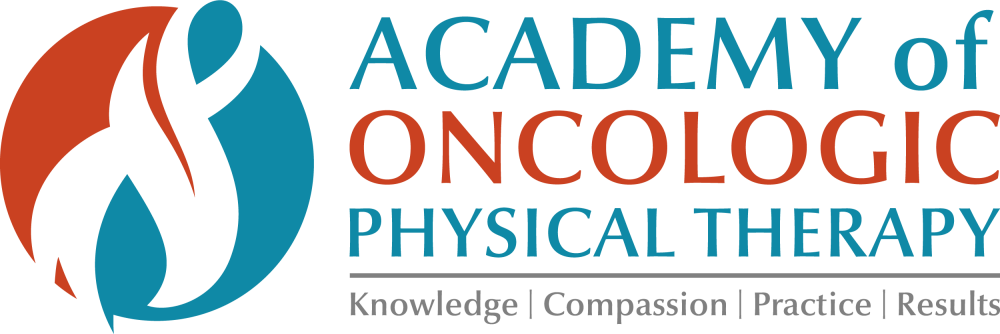 ACADEMY of
ONCOLOGIC
PHYSICAL THERAPY
Knowledge | Compassion | Practice | Results